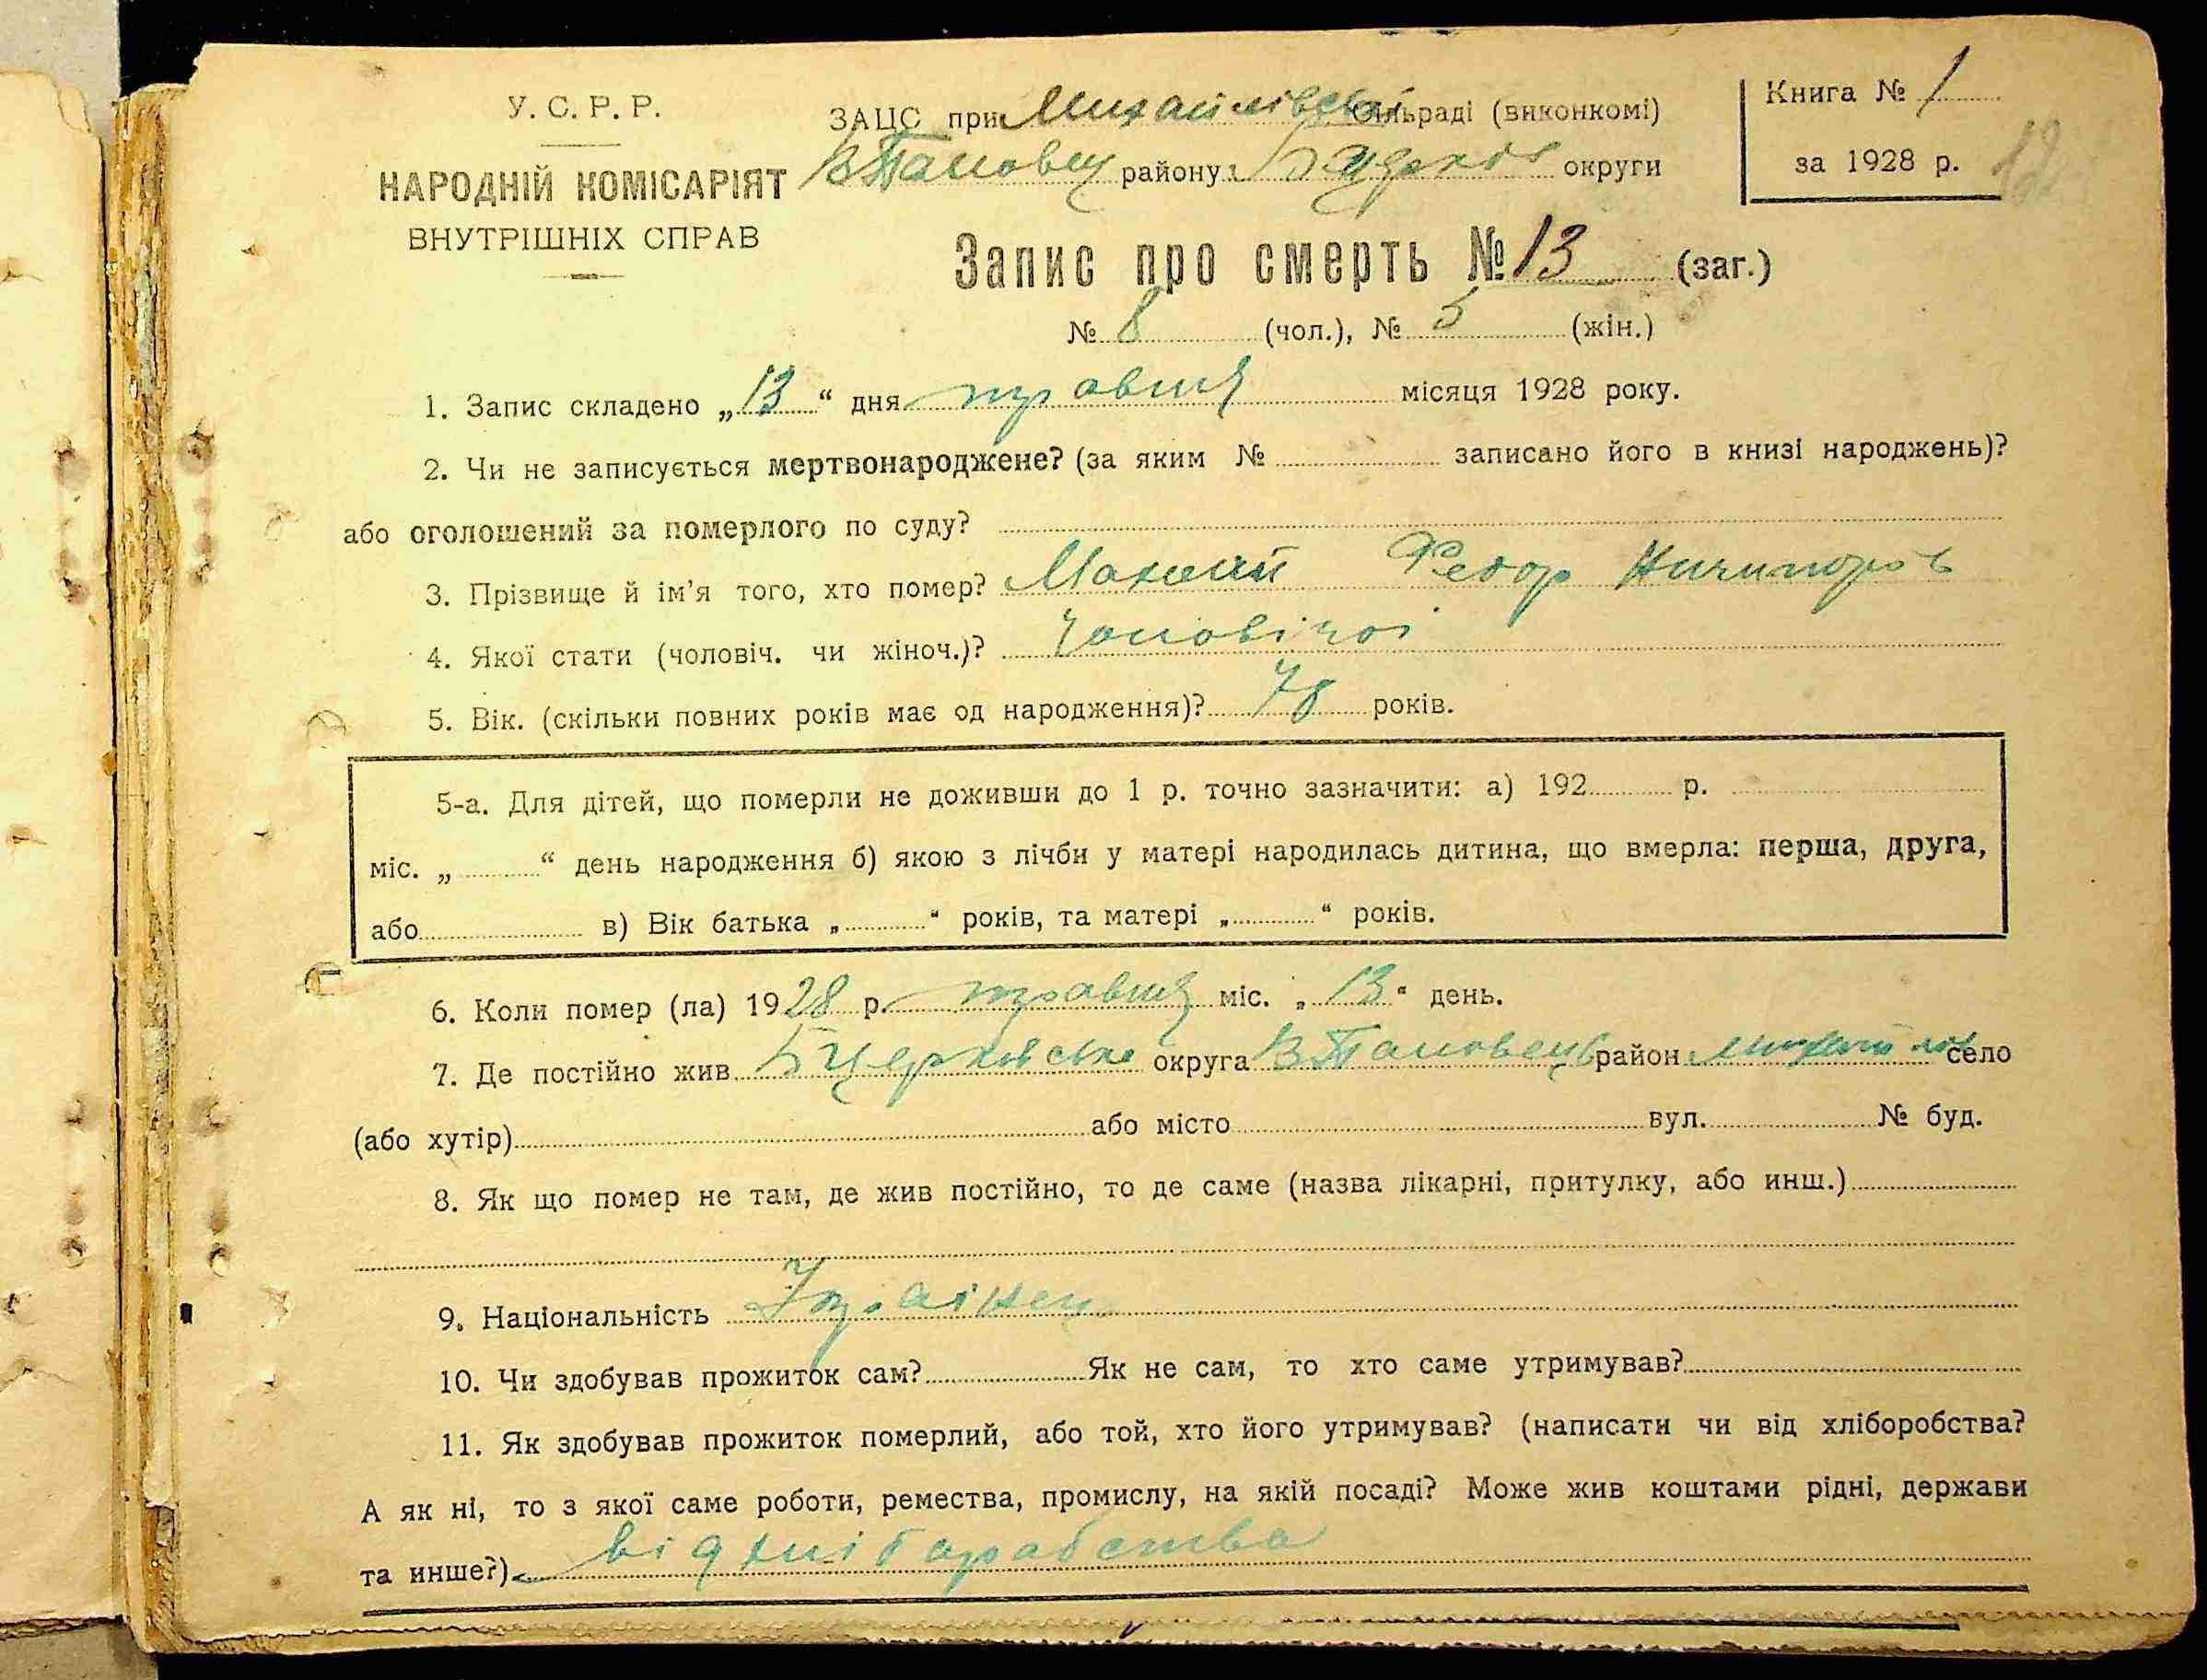 У. С. Р. Р.
НАРОДНІЙ КОМІСАРІЯТ
ВНУТРІШНІХ СПРАВ
ЗАЦС при Михайлівській сільраді (виконкомі)
району Б Церков округи
Книга № 1
за 1928 р.
12
Запис про смерть № 13 (заг.)
№ 8 (чол.), № 5 (жін.)
1. Запис складено „ 13 “ дня травня місяця 1928 року.
2. Чи не записується мертвонароджене? (за яким № записано його в книзі народжень)?
або оголошений за померлого по суду?
3. Прізвище й ім’я того, хто помер? Федор Ничипоров
4. Якої стати (чоловіч. чи жіноч.)? Чоловічої
5. Вік. (скільки повних років має од народження)? 78 років.
5-а. Для дітей, що померли не доживши до 1 р. точно зазначити: а) 192 р.
міс. „ “ день народження б) якою з лічби у матері народилась дитина, що вмерла: перша, друга,
або в) Вік батька „ “ років, та матері „ “ років.
6. Коли помер (ла) 1928 р. травня міс. „ 13 “ день.
7. Де постійно жив Б Церківська округа район село
(або хутір) або місто вул. № буд.
8. Як що помер не там, де жив постійно, то де саме (назва лікарні, притулку, або инш.)
9. Національність Украінец
10. Чи здобував прожиток сам? Як не сам, то хто саме утримував?
11. Як здобував прожиток померлий, або той, хто його утримував? (написати чи від хліборобства?
А як ні, то з якої саме роботи, ремества, промислу, на якій посаді? Може жив коштами рідні, держави
та инше?) від хліборабства